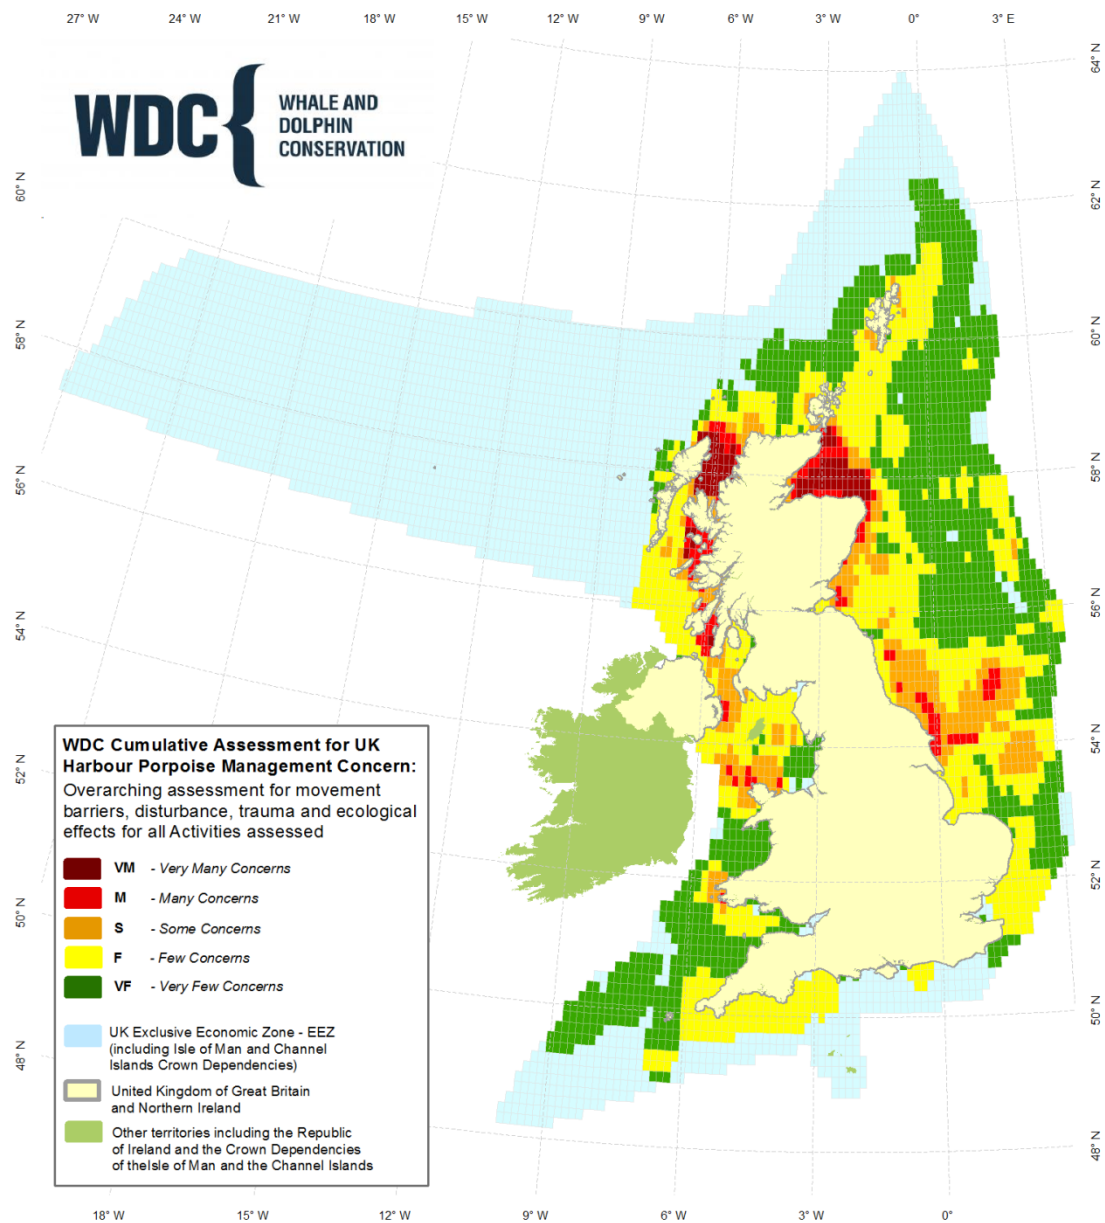 27° W 24° W 21° W 18° W 15° W 12° W 9° W 6° W 3° W 0° 3° E
64° N
WDC
WHALE AND
DOLPHIN
CONSERVATION
60° N
62° N
58° N
60° N
56° N
58° N
54° N
56° N
52° N
54° N
50° N
52° N
48° N
50° N
48° N
WDC Cumulative Assessment for UK
Harbour Porpoise Management Concern:
Overarching assessment for movement
barriers, disturbance, trauma and ecological
effects for all Activities assessed
VM - Very Many Concerns
M - Many Concerns
S - Some Concerns
F - Few Concerns
VF - Very Few Concerns
UK Exclusive Economic Zone - EEZ
(including Isle of Man and Channel
Islands Crown Dependencies)
United Kingdom of Great Britain
and Northern Ireland
Other territories including the Republic
of Ireland and the Crown Dependencies
of theIsle of Man and the Channel Islands
18° W 15° W 12° W 9° W 6° W 3° W 0°